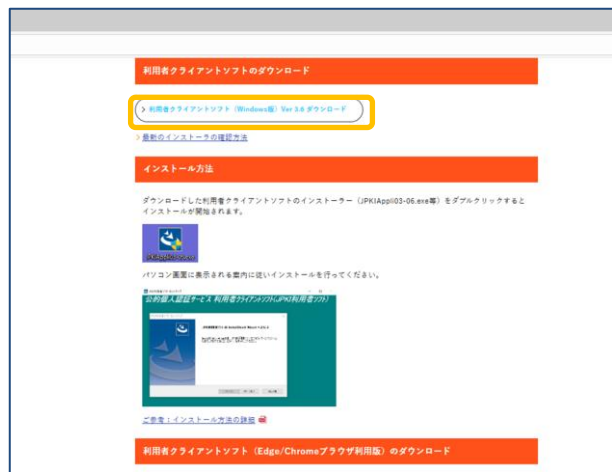 利用者クライアントソフトのダウンロード
> 利用者クライアントソフト（Windows版）Ver 3.6 ダウンロード
> 最新のインストーラの確認方法
インストール方法
ダウンロードした利用者クライアントソフトのインストーラー（JPKIAppli03-06.exe等）をダブルクリックすると
インストールが開始されます。
パソコン画面に表示される案内に従いインストールを行ってください。
公的個人認証サービス 利用者クライアントソフト(JPKI利用者ソフト)
ご参考：インストール方法の詳細
利用者クライアントソフト（Edge/Chromeブラウザ利用版）のダウンロード